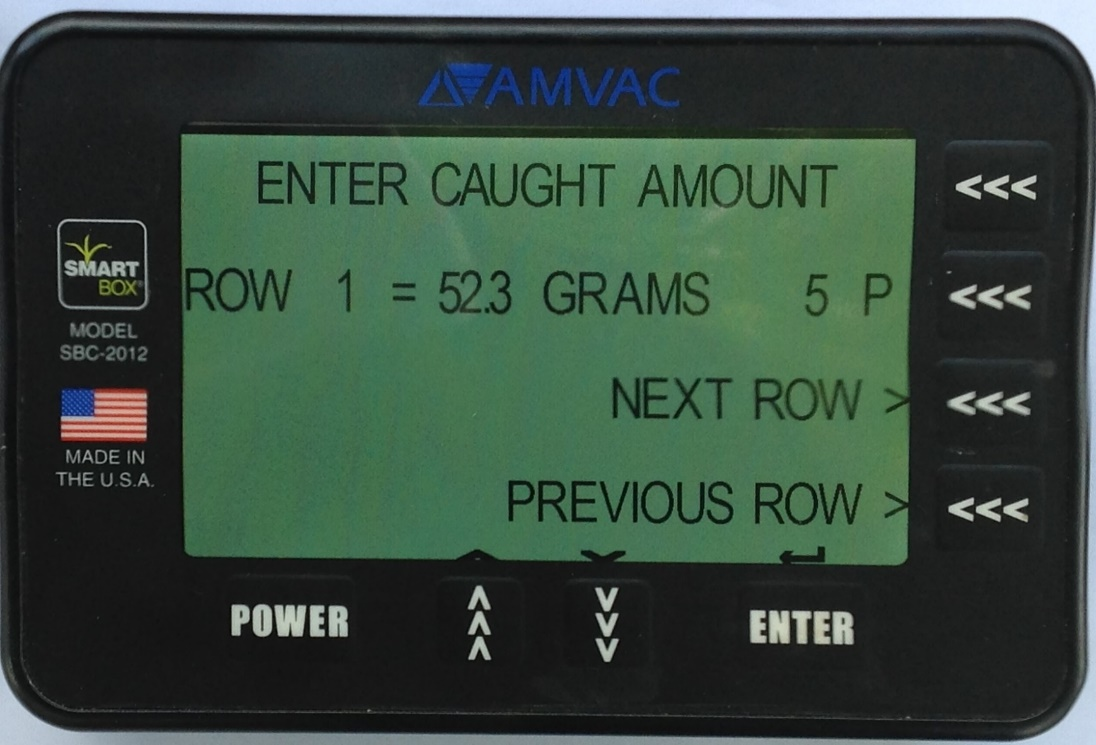 AMVAC
ENTER CAUGHT AMOUNT
<<<
SMART
BOX®
ROW 1 = 52.3 GRAMS 5 P
<<<
MODEL
SBC-2012
NEXT ROW >
<<<
MADE IN
THE U.S.A.
PREVIOUS ROW >
<<<
POWER
ENTER